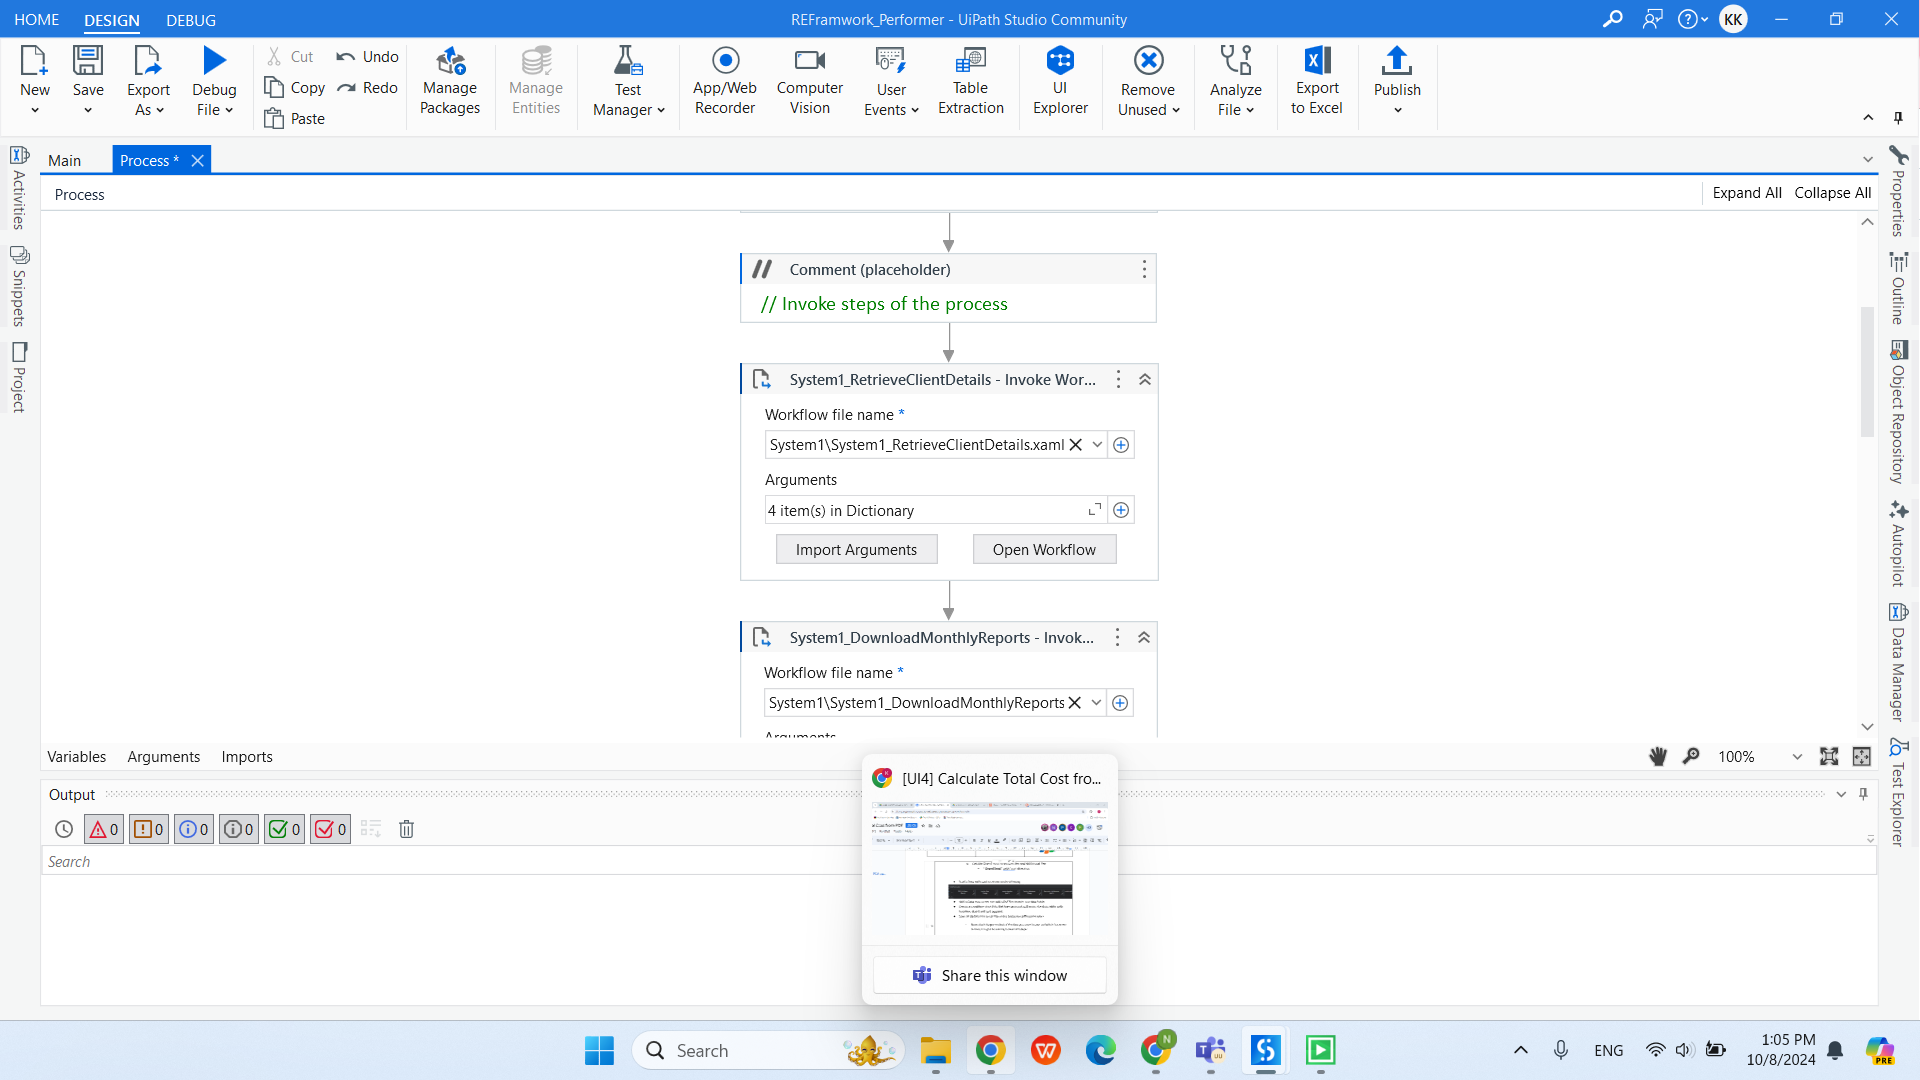 HOME
DESIGN
DEBUG
REFramwork_Performer - UiPath Studio Community
KK
New
Save
Export As
Debug File
Cut
Copy
Paste
Undo
Redo
Manage Packages
Manage Entities
Test Manager
App/Web Recorder
Computer Vision
User Events
Table Extraction
UI Explorer
Remove Unused
Analyze File
Export to Excel
Publish
Main
Process *
Process
Expand All
Collapse All
Activities
Snippets
Project
Comment (placeholder)
// Invoke steps of the process
System1_RetrieveClientDetails - Invoke Wor...
Workflow file name *
System1\System1_RetrieveClientDetails.xaml
Arguments
4 item(s) in Dictionary
Import Arguments
Open Workflow
System1_DownloadMonthlyReports - Invok...
Workflow file name *
System1\System1_DownloadMonthlyReports
Arguments
Properties
Outline
Object Repository
Autopilot
Data Manager
Test Explorer
Variables
Arguments
Imports
100%
Output
0
0
0
0
0
0
Search
[UI4] Calculate Total Cost fro...
Share this window
Search
N
ENG
1:05 PM
10/8/2024
PRE